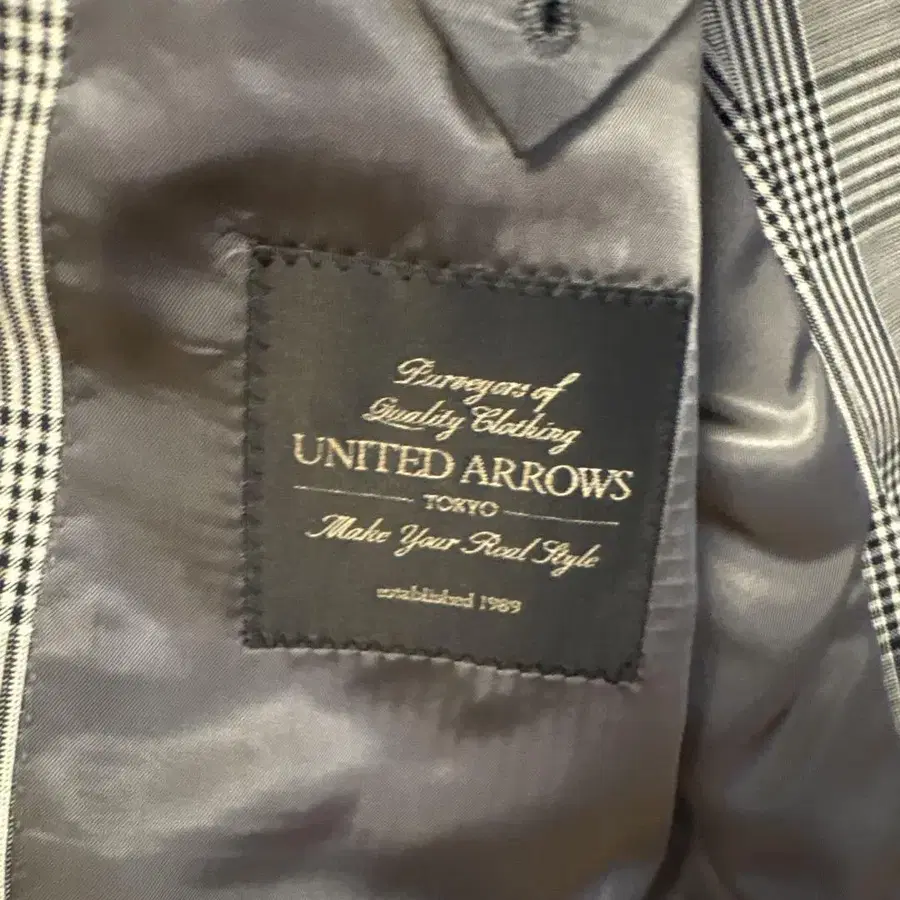 Purveyors of
Quality Clothing
UNITED ARROWS
TOKYO
Make Your Real Style
established 1989